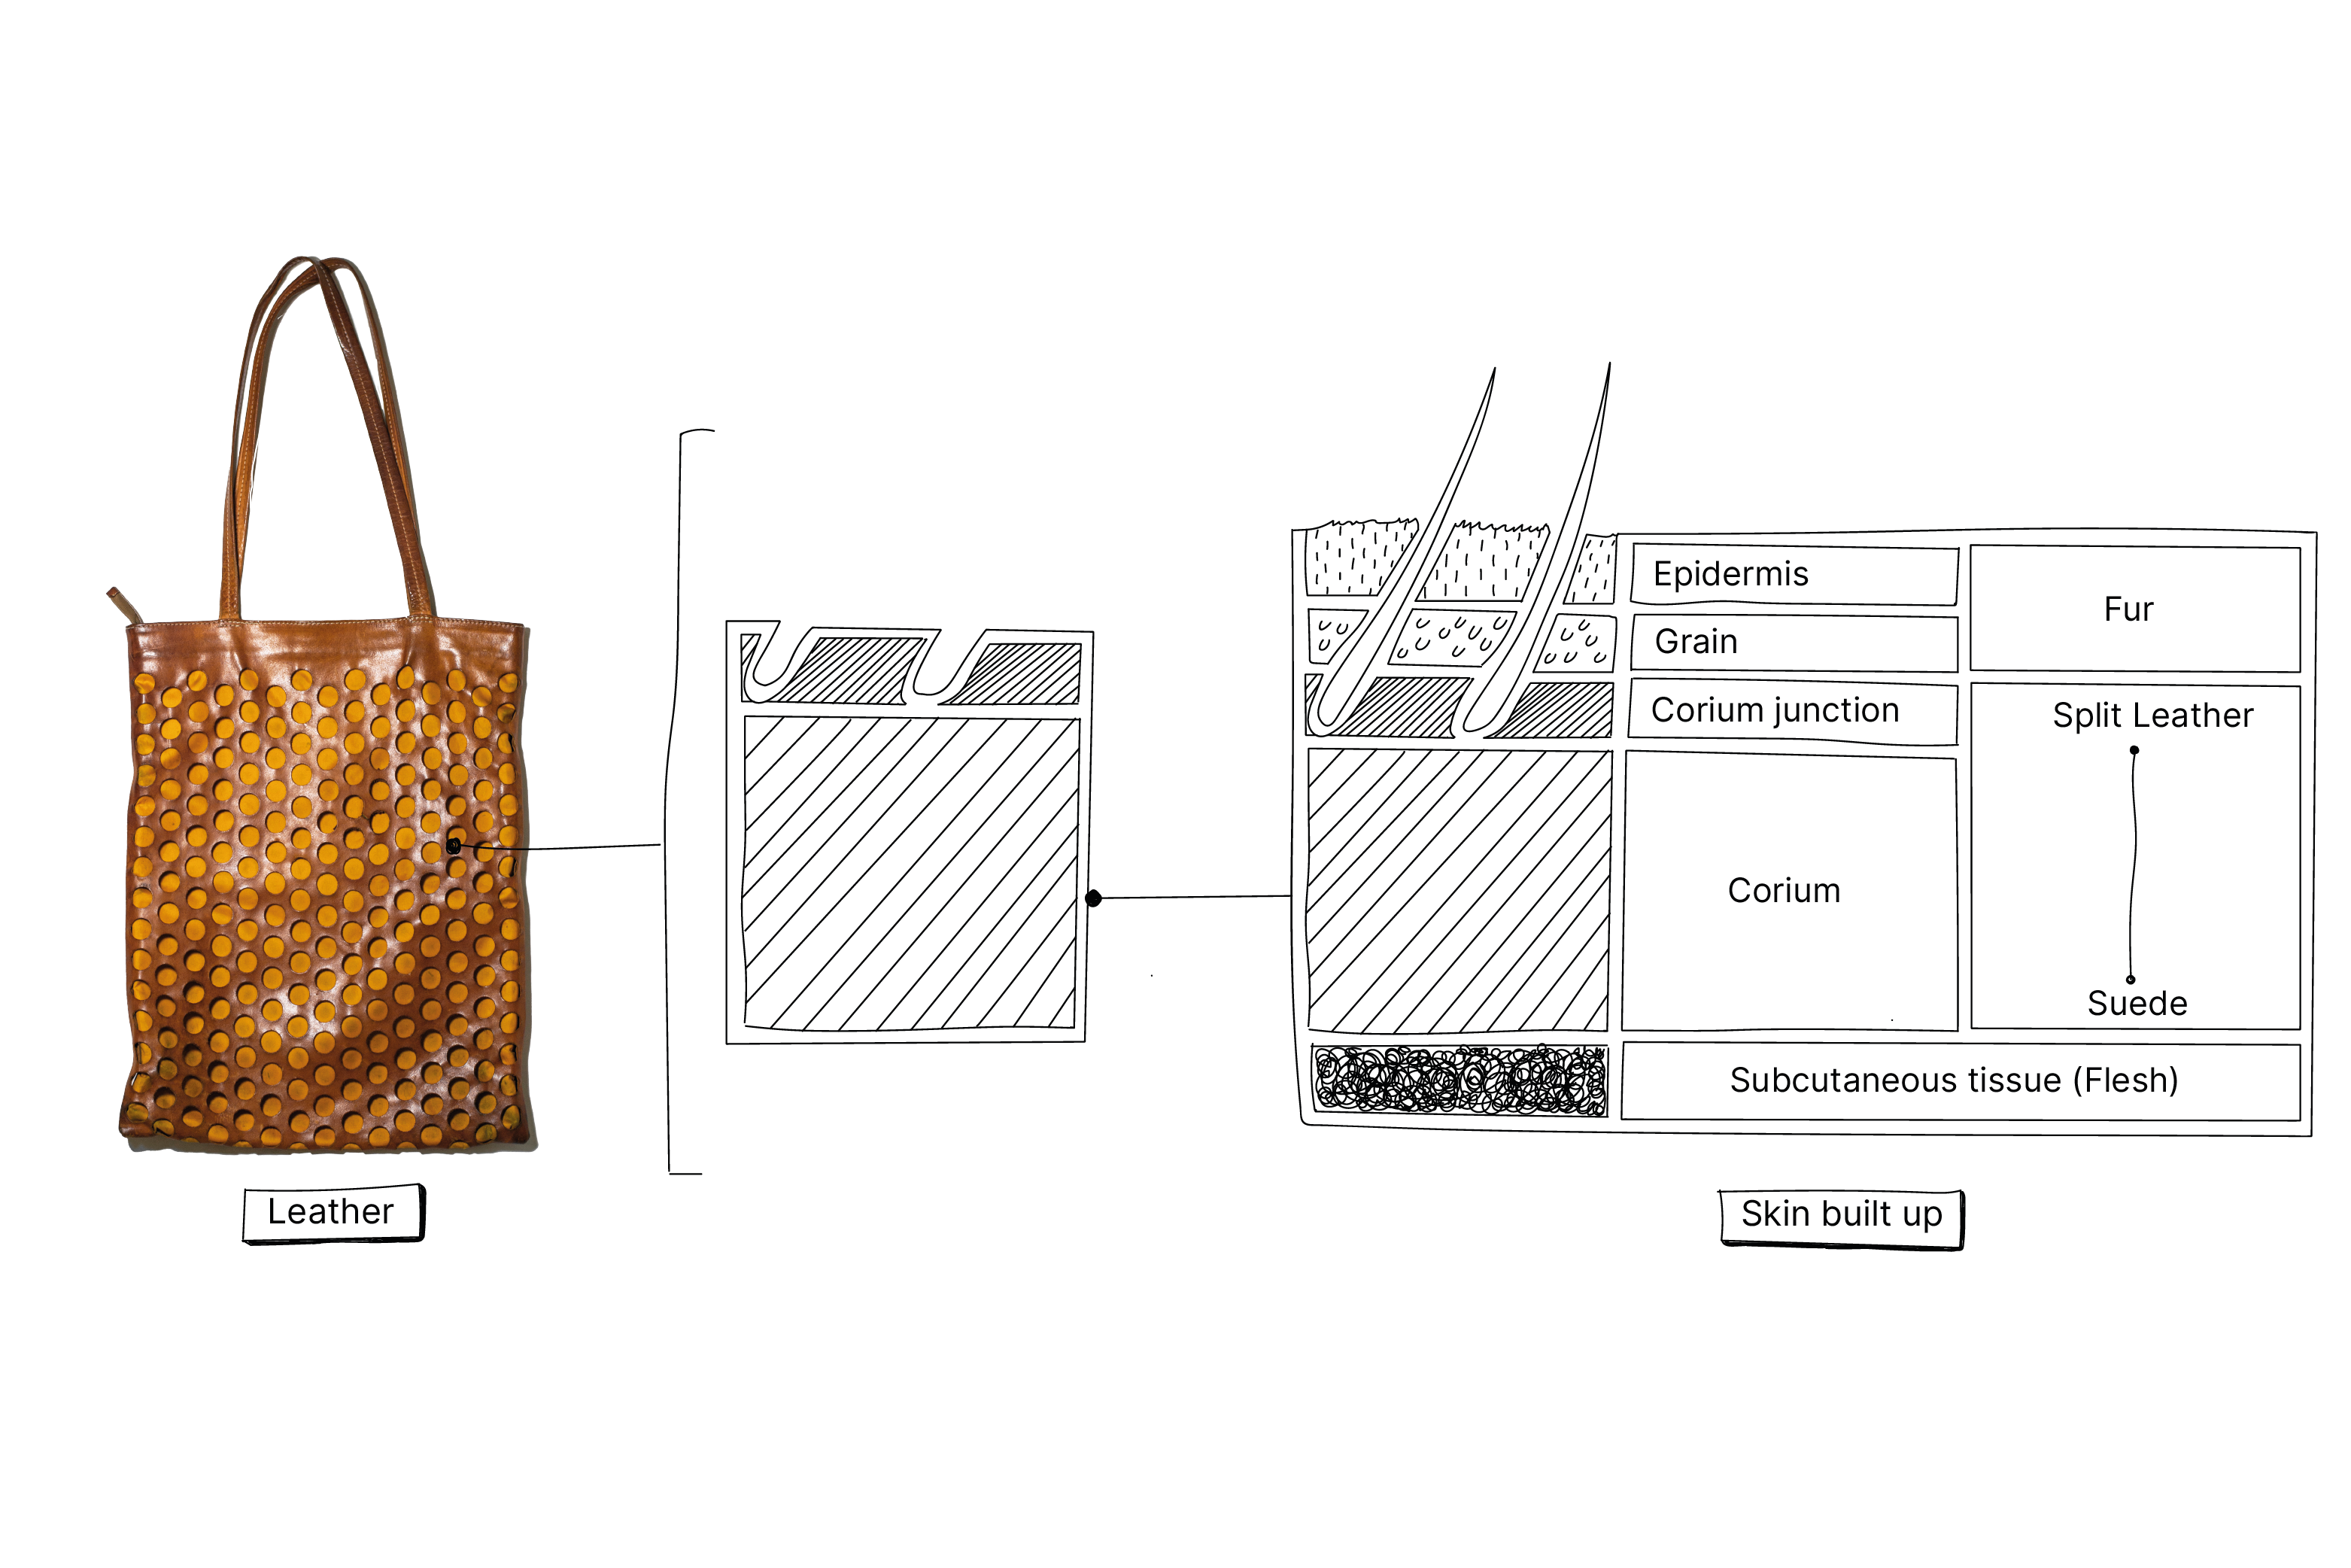 Epidermis
Fur
Grain
Corium junction
Split Leather
Corium
Suede
Subcutaneous tissue (Flesh)
Leather
Skin built up